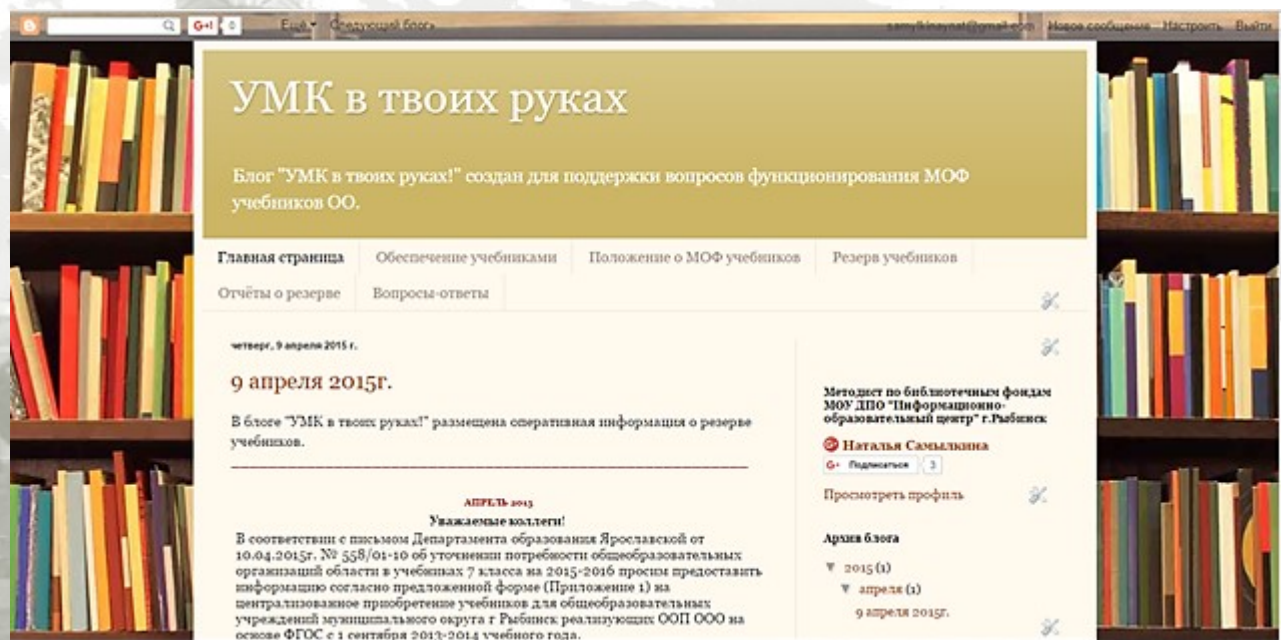 G+1 0 Ещё Следующий блог» samylkinaynat@gmail.com Новое сообщение Настроить Выйти
УМК в твоих руках
Блог "УМК в твоих руках!" создан для поддержки вопросов функционирования МОФ
учебников ОО.
Главная страница Обеспечение учебниками Положение о МОФ учебников Резерв учебников
Отчёты о резерве Вопросы-ответы
четверг, 9 апреля 2015 г.
9 апреля 2015г.
В блоге "УМК в твоих руках!" размещена оперативная информация о резерве
учебников.
АПРЕЛЬ 2015
Уважаемые коллеги!
В соответствии с письмом Департамента образования Ярославской от
10.04.2015г. № 558/01-10 об уточнении потребности общеобразовательных
организаций области в учебниках 7 класса на 2015-2016 просим предоставить
информацию согласно предложенной форме (Приложение 1) на
централизованное приобретение учебников для общеобразовательных
учреждений муниципального округа г Рыбинск реализующих ООП ООО на
основе ФГОС с 1 сентября 2013-2014 учебного года.
Методист по библиотечным фондам
МОУ ДПО "Информационно-
образовательный центр" г.Рыбинск
Наталья Самылкина
G+ Подписаться 3
Просмотреть профиль
Архив блога
▼ 2015 (1)
▼ апреля (1)
9 апреля 2015г.